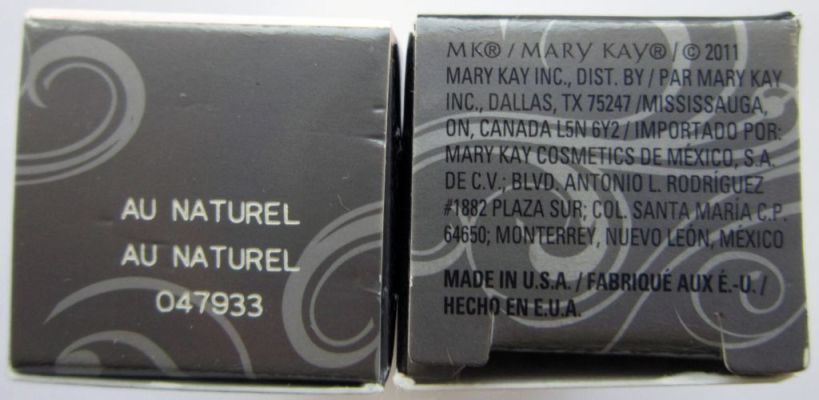 AU NATUREL
AU NATUREL
047933
MK® / MARY KAY® / © 2011
MARY KAY INC., DIST. BY / PAR MARY KAY
INC., DALLAS, TX 75247 /MISSISSAUGA,
ON, CANADA L5N 6Y2 / IMPORTADO POR:
MARY KAY COSMETICS DE MÉXICO, S.A.
DE C.V.; BLVD. ANTONIO L. RODRÍGUEZ
#1882 PLAZA SUR; COL. SANTA MARÍA C.P.
64650; MONTERREY, NUEVO LEÓN, MÉXICO
MADE IN U.S.A. / FABRIQUÉ AUX É.-U. /
HECHO EN E.U.A.